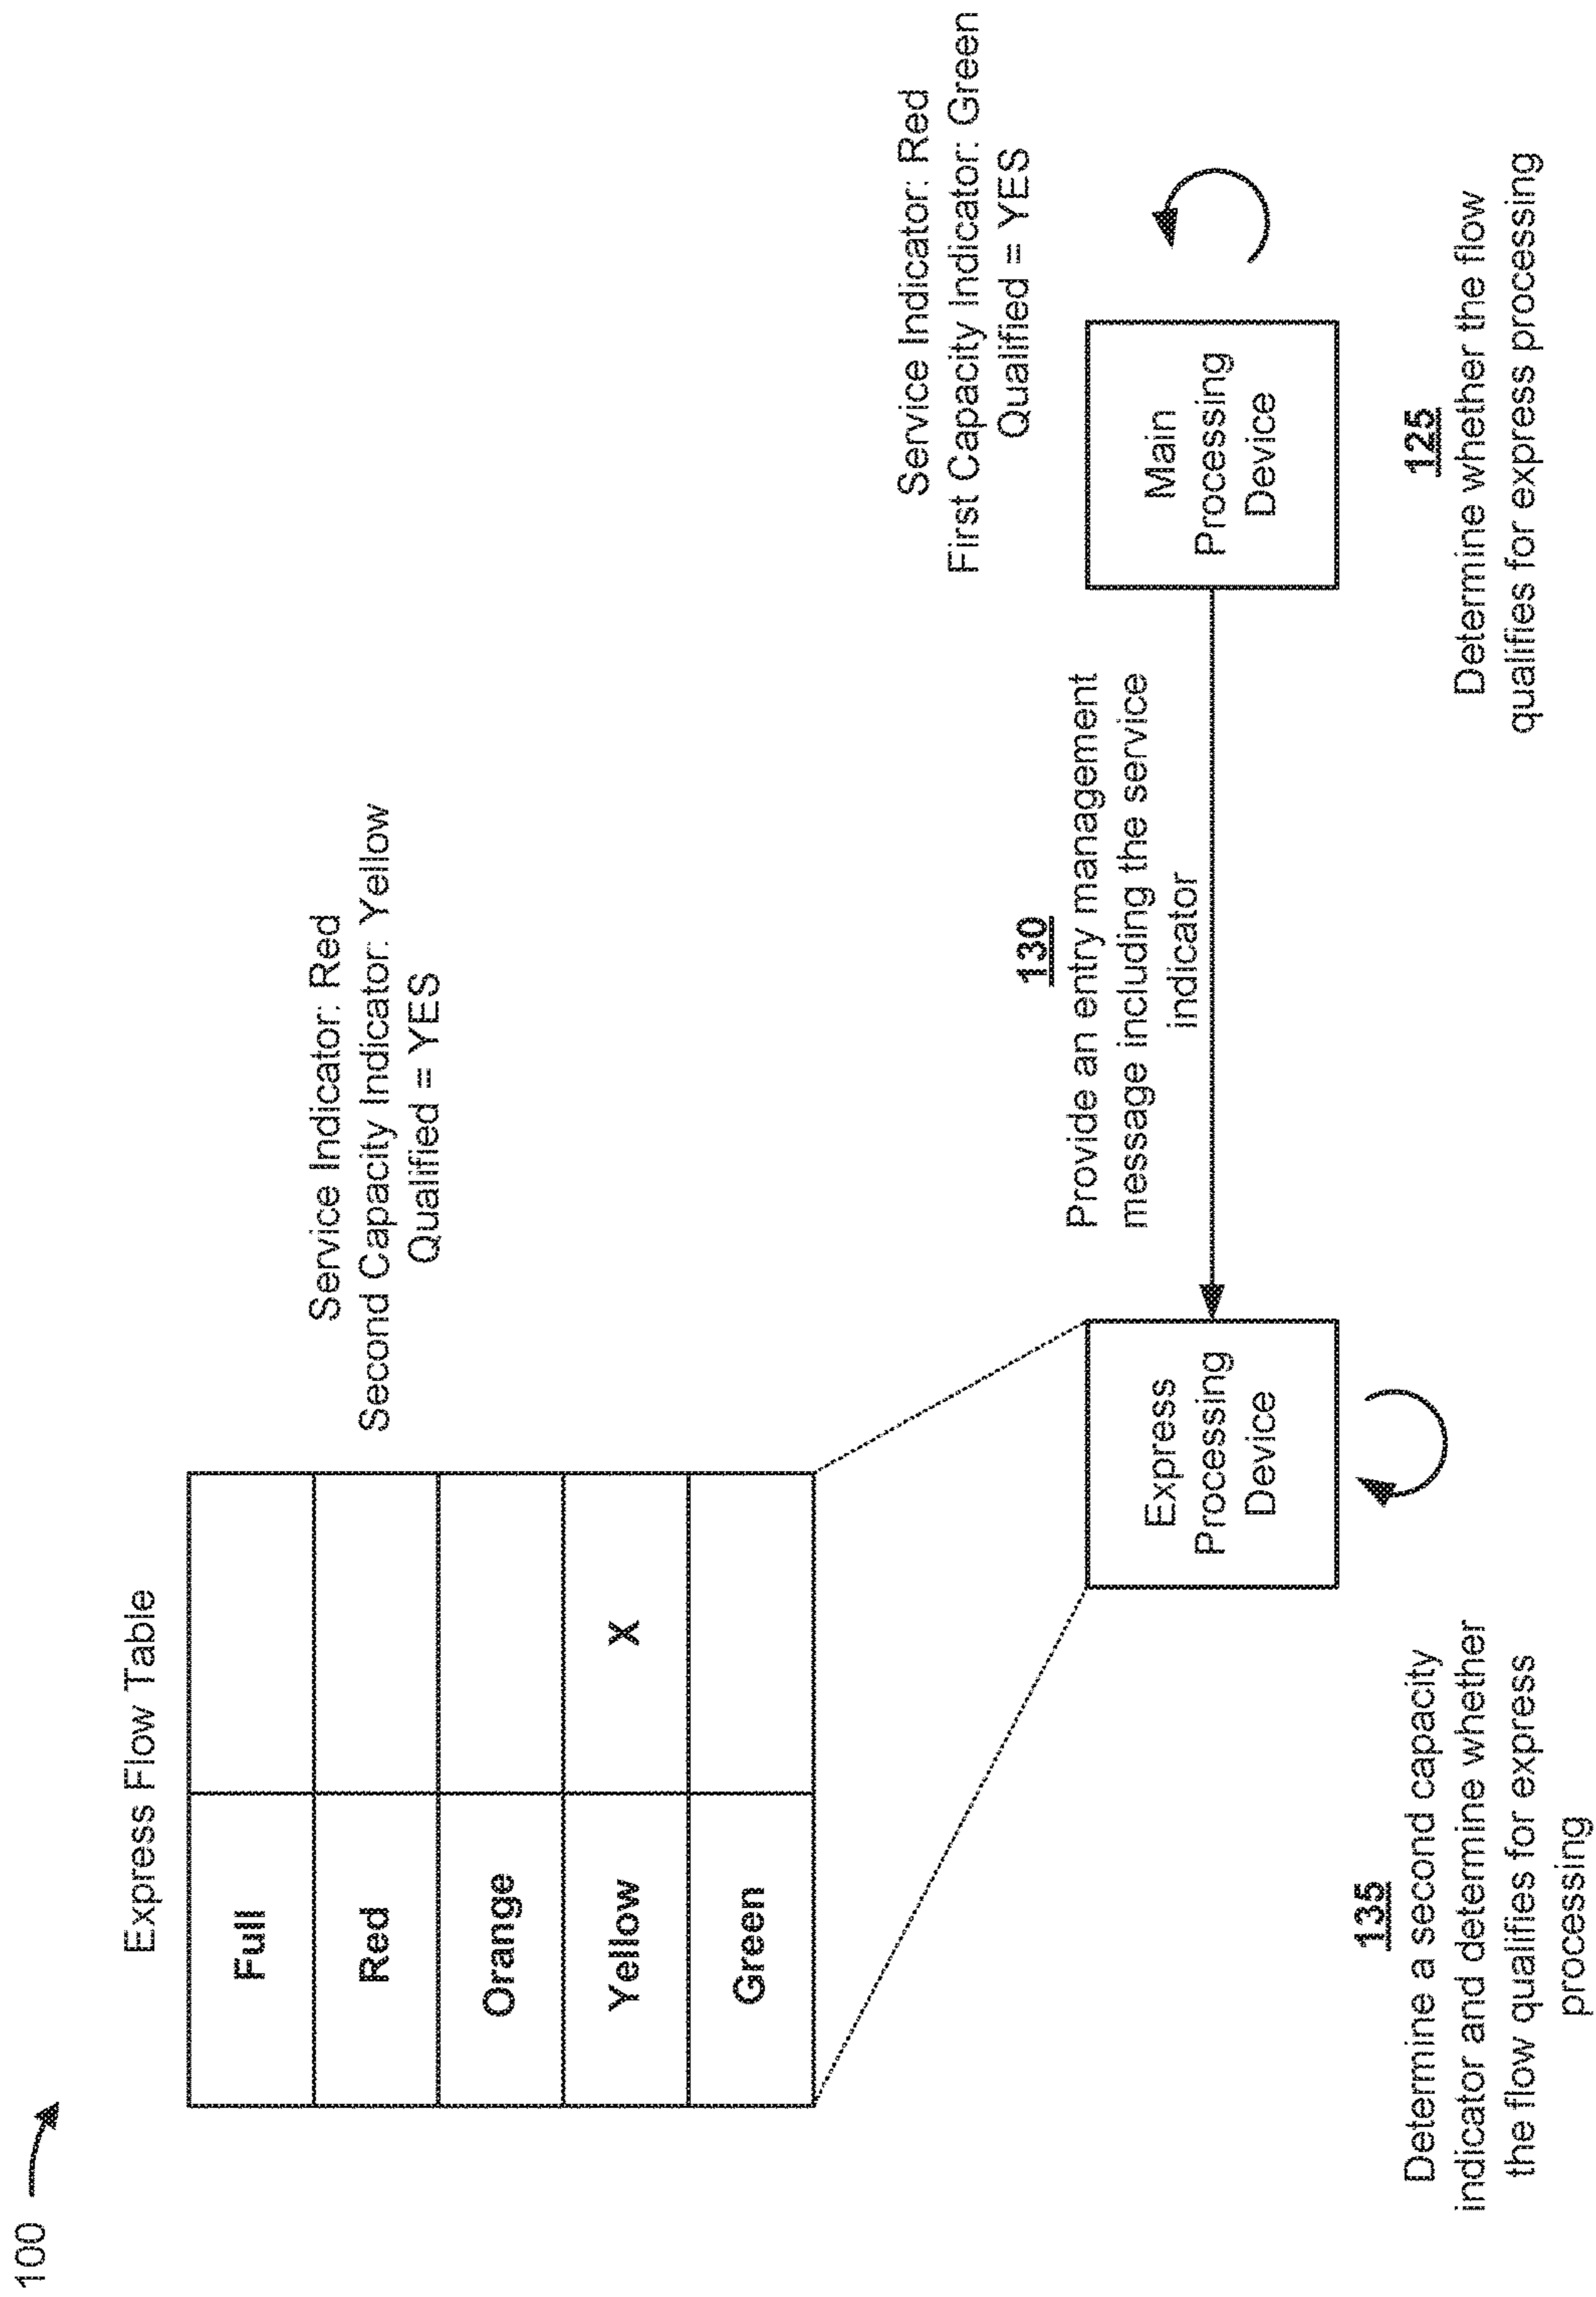 100
Express Flow Table
Full
Red
Orange
Yellow
X
Green
Service Indicator: Red
Second Capacity Indicator: Yellow
Qualified = YES
Service Indicator: Red
First Capacity Indicator: Green
Qualified = YES
Express
Processing
Device
130
Provide an entry management
message including the service
indicator
Main
Processing
Device
135
Determine a second capacity
indicator and determine whether
the flow qualifies for express
processing
125
Determine whether the flow
qualifies for express processing